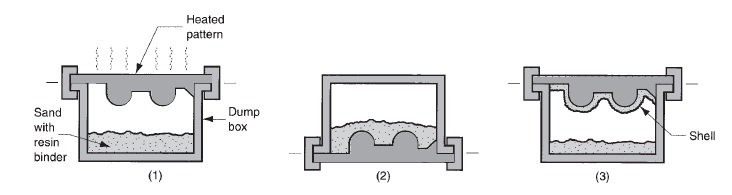 Heated
pattern
Sand
with
resin
binder
Dump
box
Shell
(1)
(2)
(3)